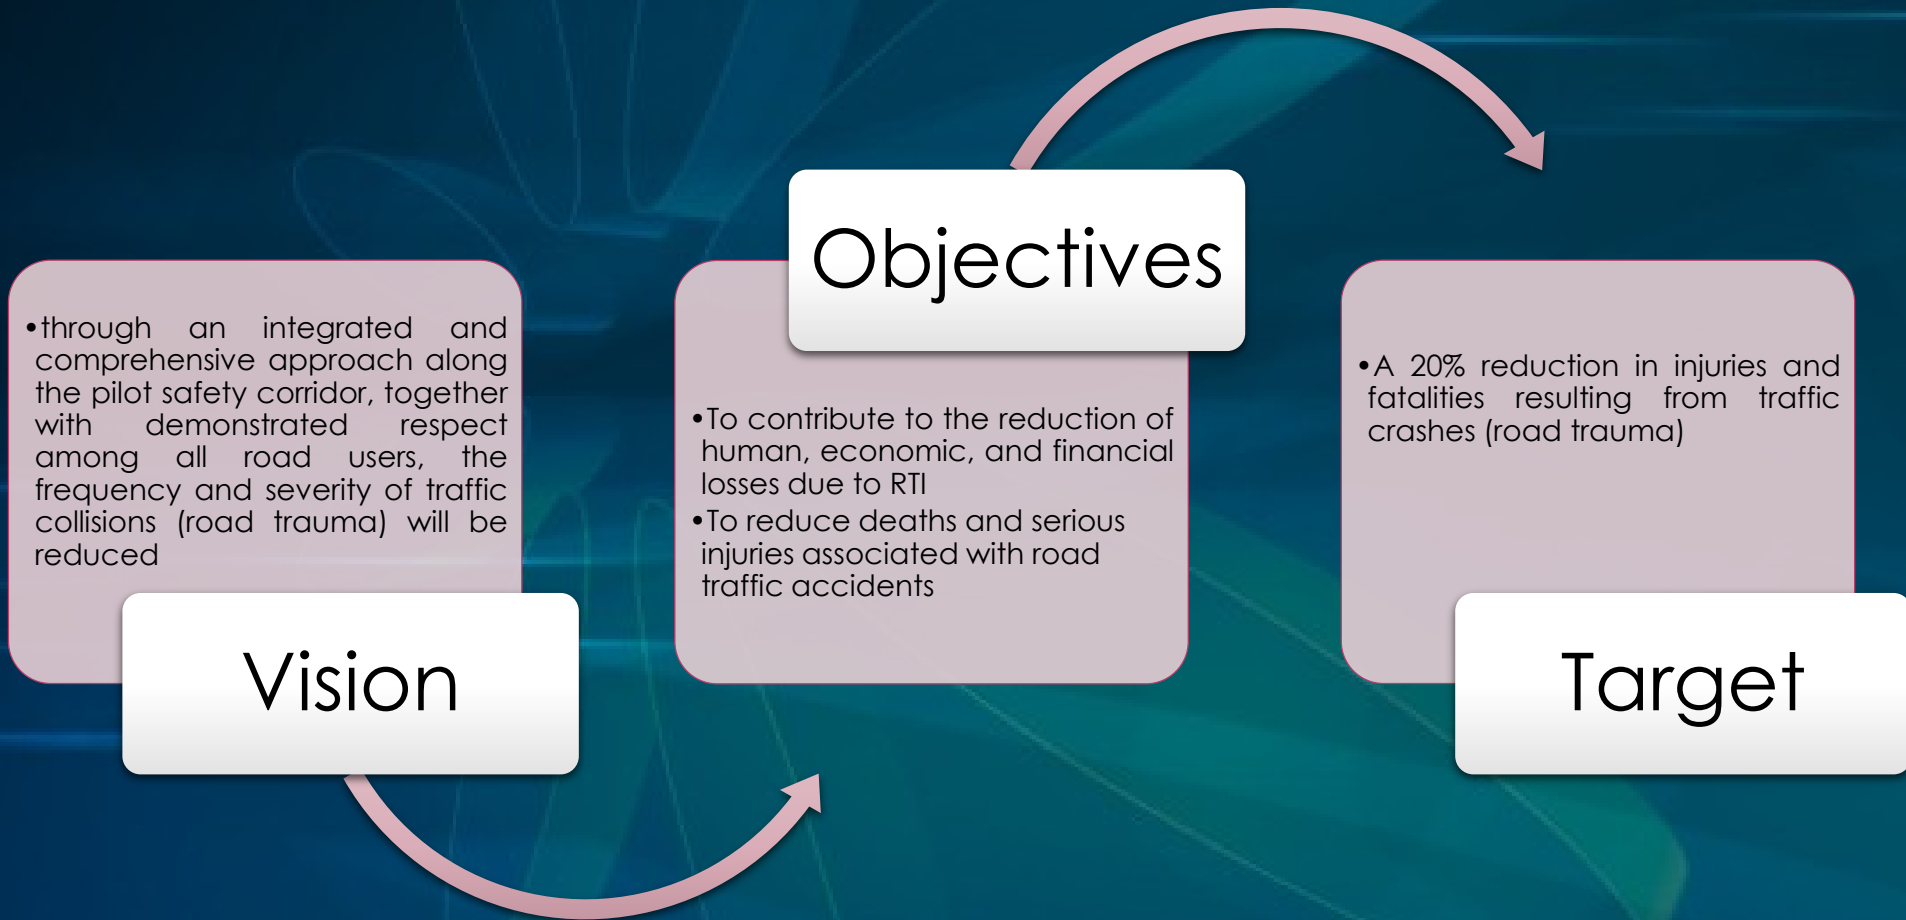 •through an integrated and
comprehensive approach along
the pilot safety corridor, together
with demonstrated respect
among all road users, the
frequency and severity of traffic
collisions (road trauma) will be
reduced
Vision
Objectives
•To contribute to the reduction of
human, economic, and financial
losses due to RTI
•To reduce deaths and serious
injuries associated with road
traffic accidents
•A 20% reduction in injuries and
fatalities resulting from traffic
crashes (road trauma)
Target